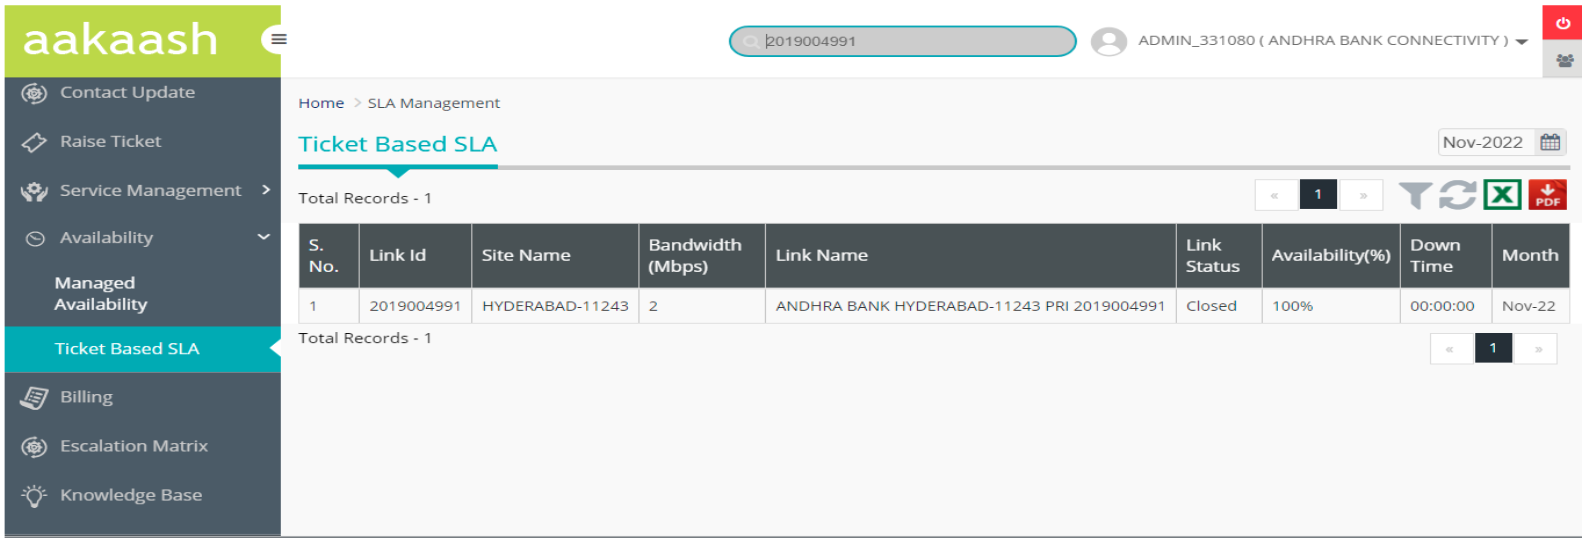 aakaash
2019004991
ADMIN_331080 ( ANDHRA BANK CONNECTIVITY )
Contact Update
Raise Ticket
Service Management >
Availability
Managed
Availability
Ticket Based SLA
Billing
Escalation Matrix
Knowledge Base
Home > SLA Management
Ticket Based SLA
Nov-2022
Total Records - 1
« 1 »
PDF
S. No. Link Id Site Name Bandwidth (Mbps) Link Name Link Status Availability(%) Down Time Month
1 2019004991 HYDERABAD-11243 2 ANDHRA BANK HYDERABAD-11243 PRI 2019004991 Closed 100% 00:00:00 Nov-22
Total Records - 1
« 1 »